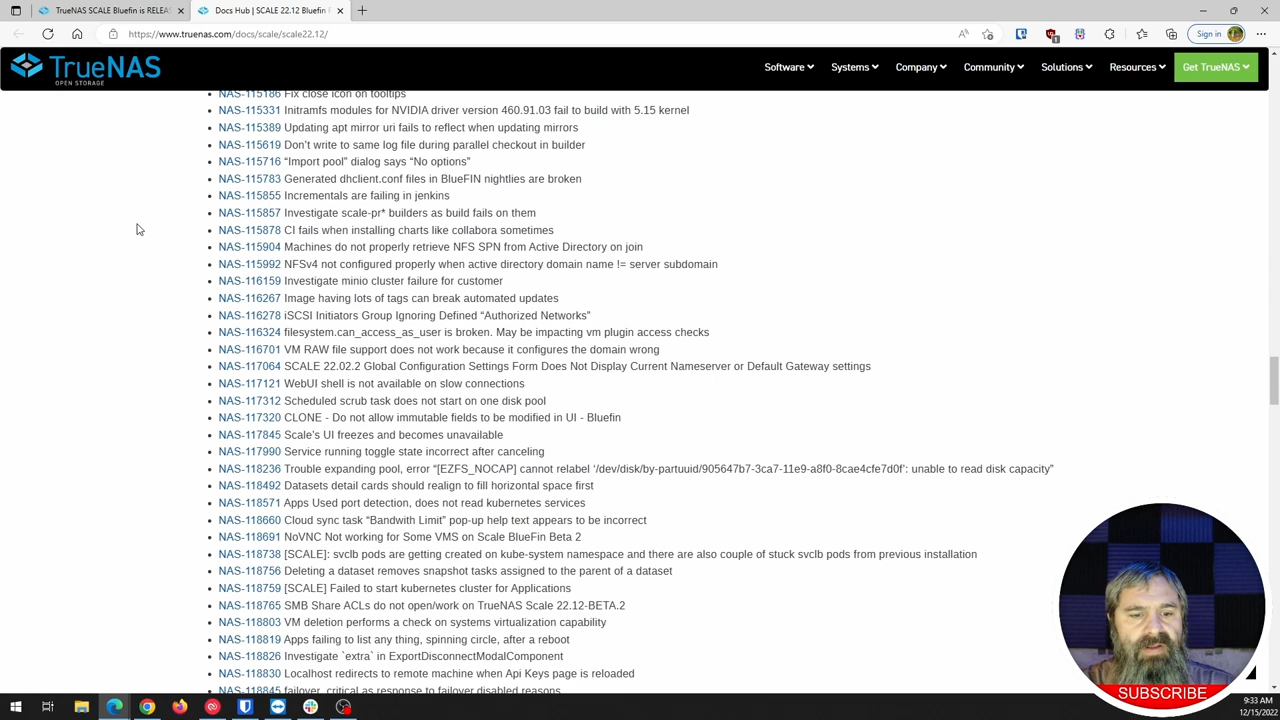 TrueNAS SCALE Bluefin is RELEAS
Docs Hub | SCALE 22.12 Bluefin R
https://www.truenas.com/docs/scale/scale22.12/
Sign in
TrueNAS
OPEN STORAGE
Software
Systems
Company
Community
Solutions
Resources
Get TrueNAS
NAS-115186 Fix close icon on tooltips
NAS-115331 Initramfs modules for NVIDIA driver version 460.91.03 fail to build with 5.15 kernel
NAS-115389 Updating apt mirror uri fails to reflect when updating mirrors
NAS-115619 Don’t write to same log file during parallel checkout in builder
NAS-115716 “Import pool” dialog says “No options”
NAS-115783 Generated dhclient.conf files in BlueFIN nightlies are broken
NAS-115855 Incrementals are failing in jenkins
NAS-115857 Investigate scale-pr* builders as build fails on them
NAS-115878 CI fails when installing charts like collabora sometimes
NAS-115904 Machines do not properly retrieve NFS SPN from Active Directory on join
NAS-115992 NFSv4 not configured properly when active directory domain name != server subdomain
NAS-116159 Investigate minio cluster failure for customer
NAS-116267 Image having lots of tags can break automated updates
NAS-116278 iSCSI Initiators Group Ignoring Defined “Authorized Networks”
NAS-116324 filesystem.can_access_as_user is broken. May be impacting vm plugin access checks
NAS-116701 VM RAW file support does not work because it configures the domain wrong
NAS-117064 SCALE 22.02.2 Global Configuration Settings Form Does Not Display Current Nameserver or Default Gateway settings
NAS-117121 WebUI shell is not available on slow connections
NAS-117312 Scheduled scrub task does not start on one disk pool
NAS-117320 CLONE - Do not allow immutable fields to be modified in UI - Bluefin
NAS-117845 Scale’s UI freezes and becomes unavailable
NAS-117990 Service running toggle state incorrect after canceling
NAS-118236 Trouble expanding pool, error “[EZFS_NOCAP] cannot relabel ‘/dev/disk/by-partuuid/905647b7-3ca7-11e9-a8f0-8cae4cfe7d0f’: unable to read disk capacity”
NAS-118492 Datasets detail cards should realign to fill horizontal space first
NAS-118571 Apps Used port detection, does not read kubernetes services
NAS-118660 Cloud sync task “Bandwith Limit” pop-up help text appears to be incorrect
NAS-118691 NoVNC Not working for Some VMS on Scale BlueFin Beta 2
NAS-118738 [SCALE]: svclb pods are getting created on kube-system namespace and there are also couple of stuck svclb pods from previous installation
NAS-118756 Deleting a dataset removes snapshot tasks assigned to the parent of a dataset
NAS-118759 [SCALE] Failed to start kubernetes cluster for Applications
NAS-118765 SMB Share ACLs do not open/work on TrueNAS Scale 22.12-BETA.2
NAS-118803 VM deletion performs a check on systems virtualization capability
NAS-118819 Apps failing to list any thing, spinning circle, after a reboot
NAS-118826 Investigate `extra` in ExportDisconnectModalComponent
NAS-118830 Localhost redirects to remote machine when Api Keys page is reloaded
NAS-118845 failover .critical as response to failover disabled reasons
SUBSCRIBE
9:33 AM
12/15/2022